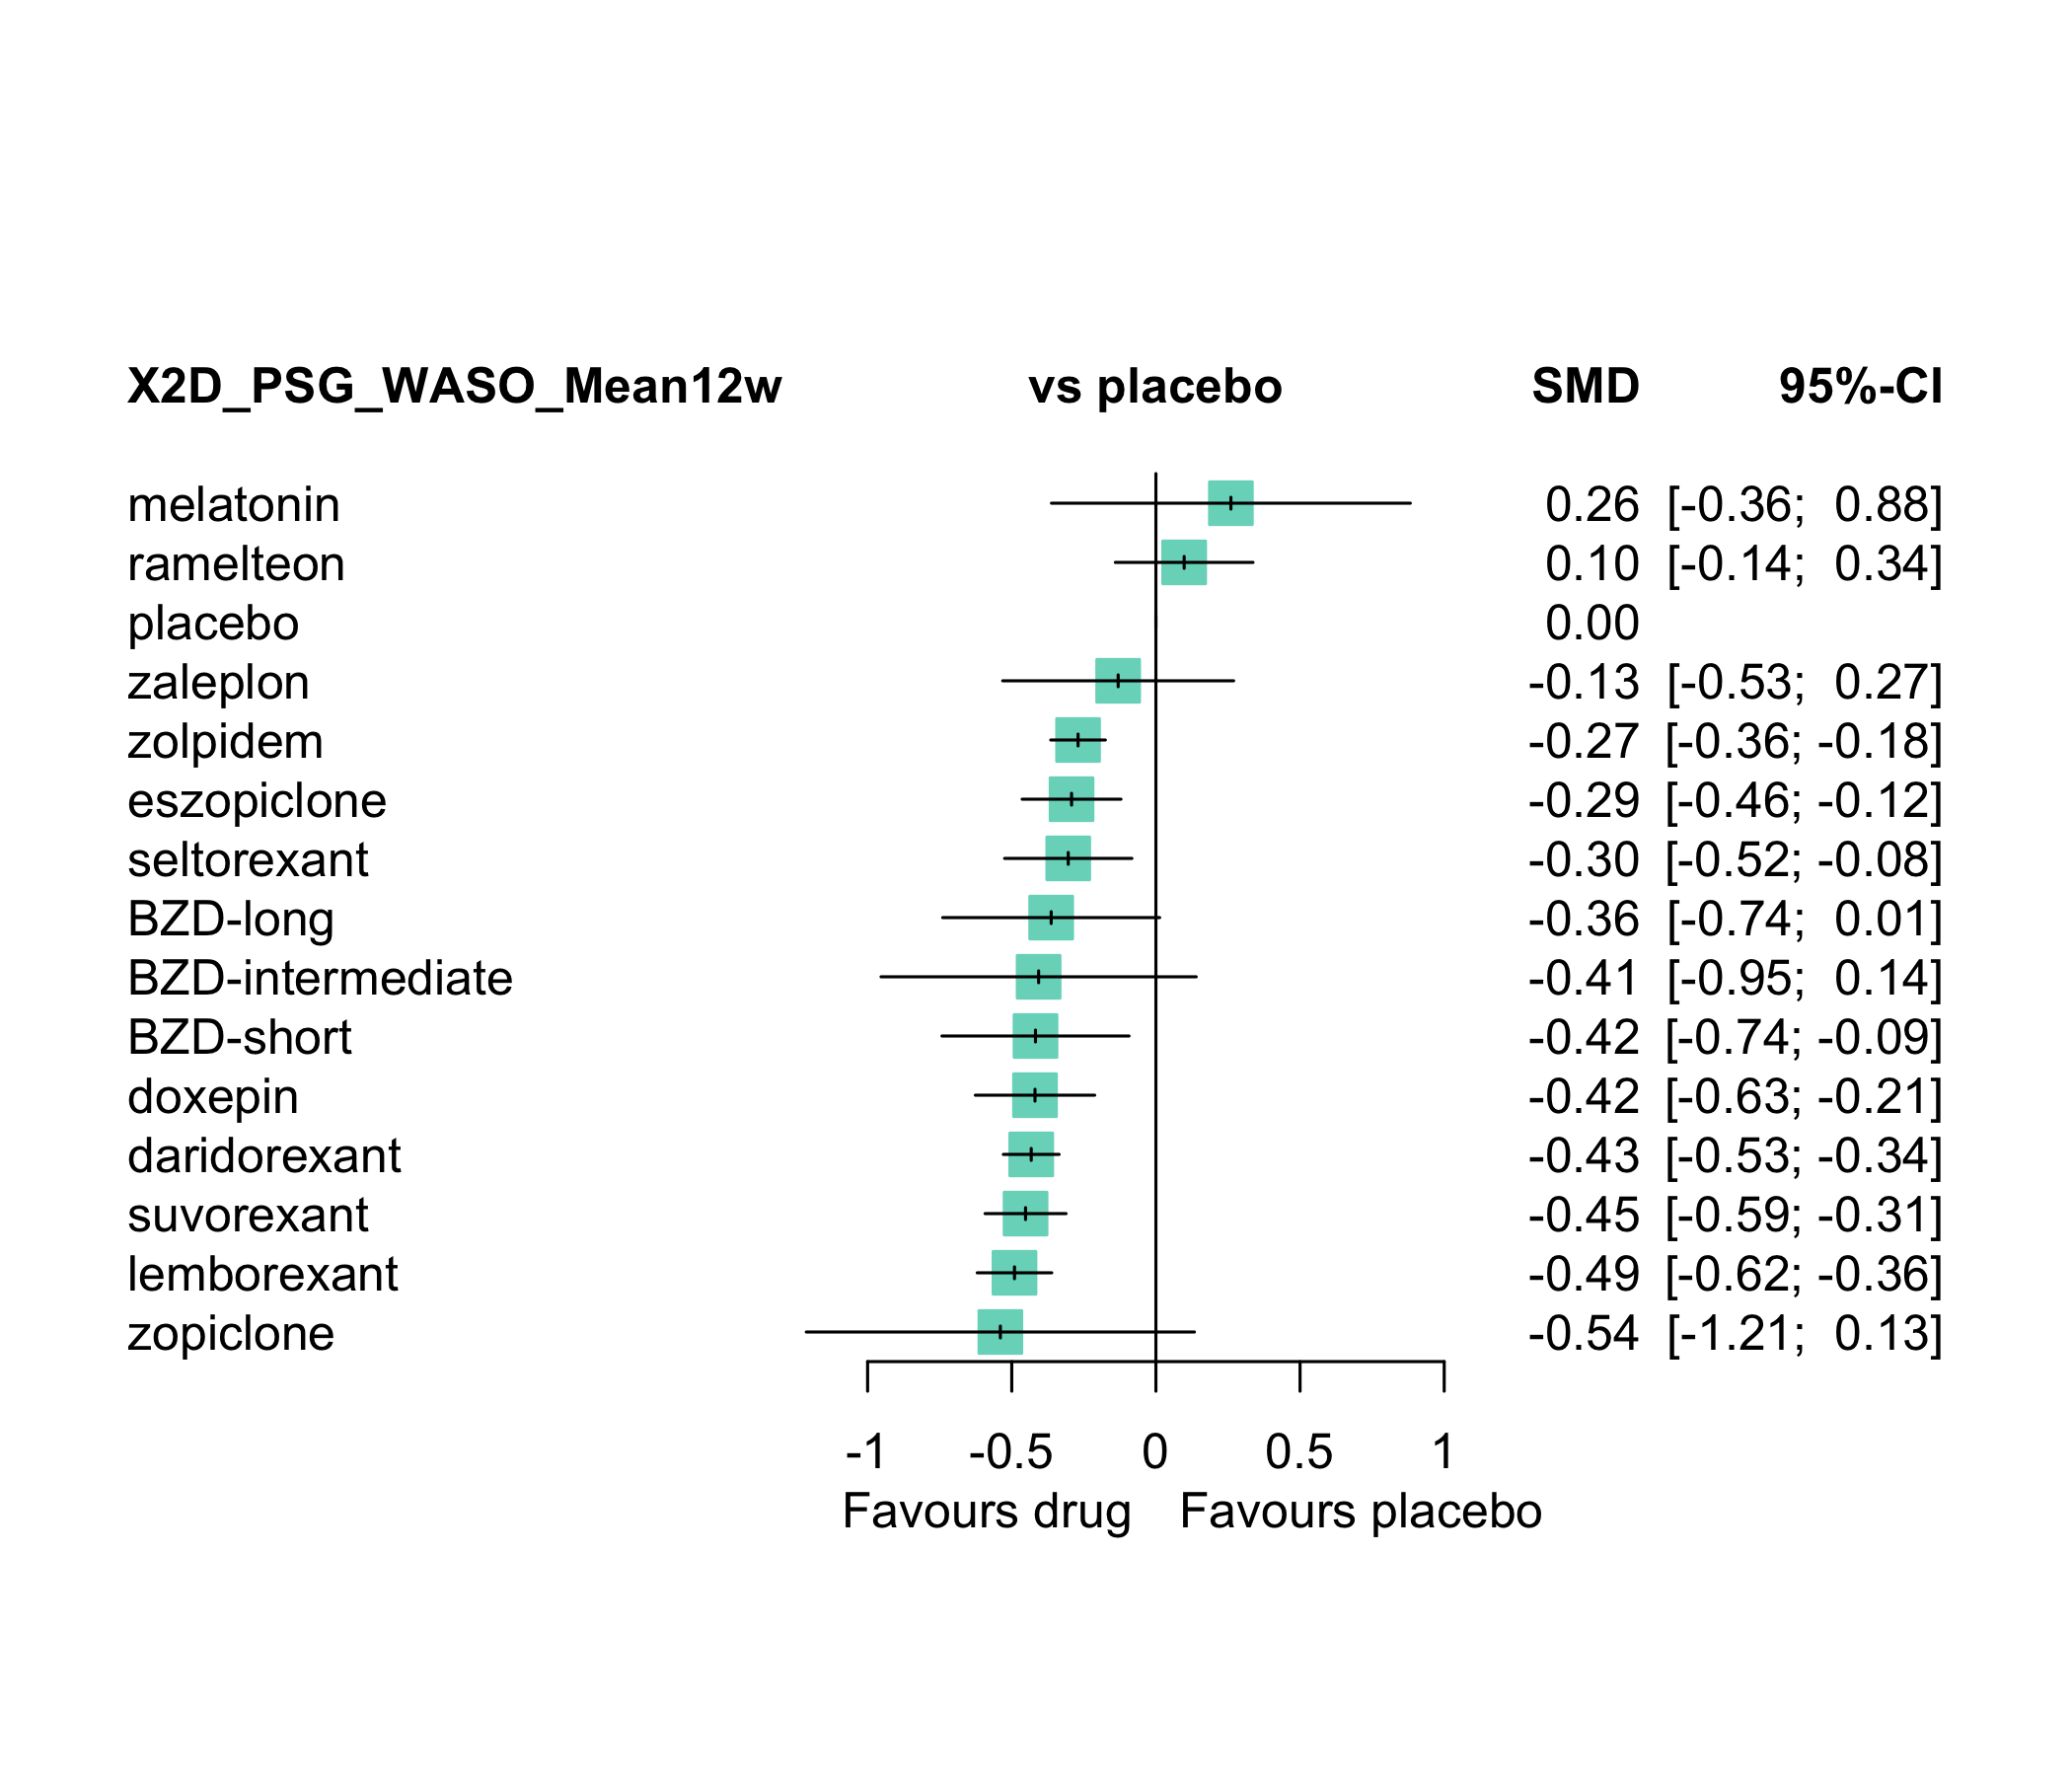 X2D_PSG_WASO_Mean12w vs placebo SMD 95%-CI
melatonin 0.26 [-0.36; 0.88]
ramelteon 0.10 [-0.14; 0.34]
placebo 0.00
zaleplon -0.13 [-0.53; 0.27]
zolpidem -0.27 [-0.36; -0.18]
eszopiclone -0.29 [-0.46; -0.12]
seltorexant -0.30 [-0.52; -0.08]
BZD-long -0.36 [-0.74; 0.01]
BZD-intermediate -0.41 [-0.95; 0.14]
BZD-short -0.42 [-0.74; -0.09]
doxepin -0.42 [-0.63; -0.21]
daridorexant -0.43 [-0.53; -0.34]
suvorexant -0.45 [-0.59; -0.31]
lemborexant -0.49 [-0.62; -0.36]
zopiclone -0.54 [-1.21; 0.13]
-1 -0.5 0 0.5 1
Favours drug Favours placebo